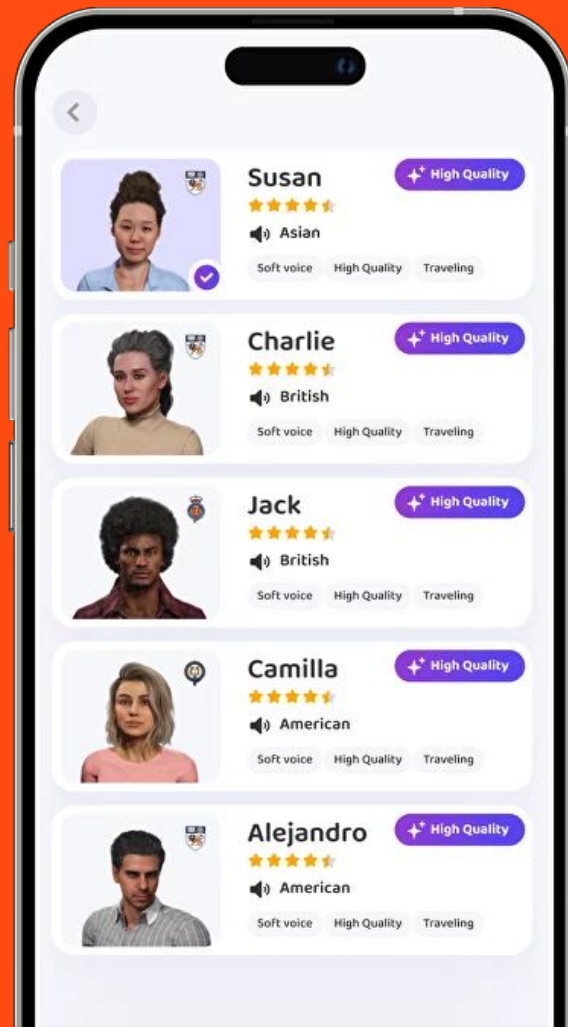 Susan
High Quality
Asian
Soft voice High Quality Traveling
Charlie
High Quality
British
Soft voice High Quality Traveling
Jack
High Quality
British
Soft voice High Quality Traveling
Camilla
High Quality
American
Soft voice High Quality Traveling
Alejandro
High Quality
American
Soft voice High Quality Traveling